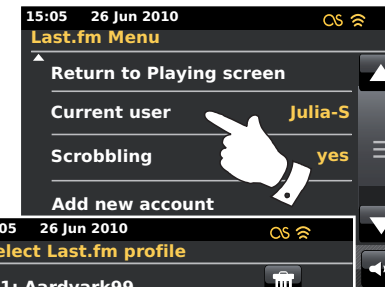 15:05 26 Jun 2010
Last.fm Menu
Return to Playing screen
Current user Julia-S
Scrobbling yes
Add new account
05 26 Jun 2010
elect Last.fm profile
1: Aardvark99